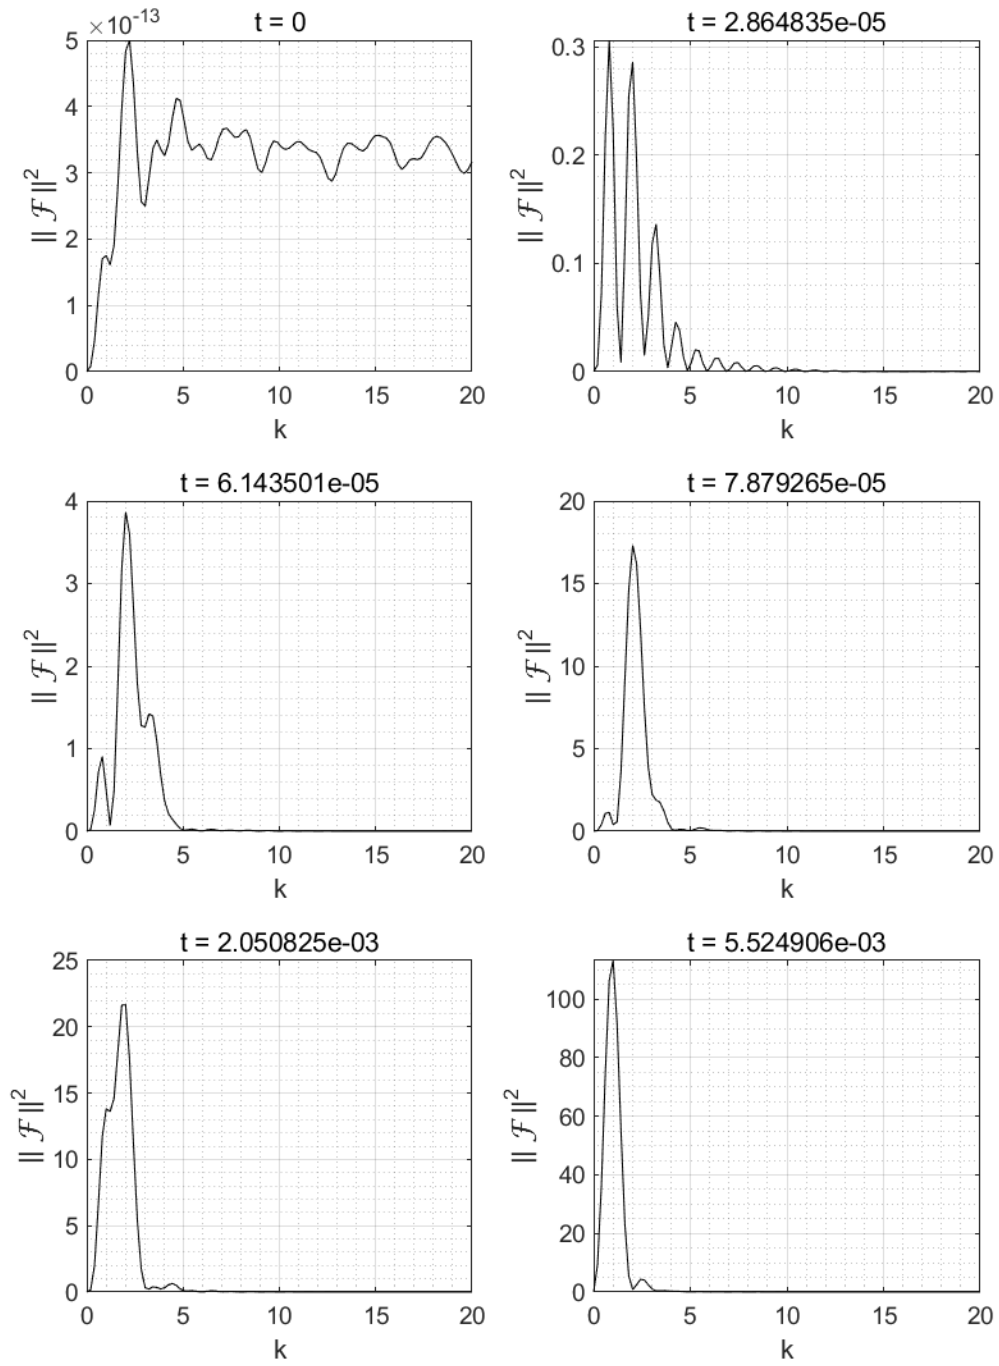 ×10⁻¹³ t = 0
5
4
3
2
1
0
|| ℱ ||²
0 5 10 15 20
k
t = 2.864835e-05
0.3
0.2
0.1
0
|| ℱ ||²
0 5 10 15 20
k
t = 6.143501e-05
4
3
2
1
0
|| ℱ ||²
0 5 10 15 20
k
t = 7.879265e-05
20
15
10
5
0
|| ℱ ||²
0 5 10 15 20
k
t = 2.050825e-03
25
20
15
10
5
0
|| ℱ ||²
0 5 10 15 20
k
t = 5.524906e-03
100
80
60
40
20
0
|| ℱ ||²
0 5 10 15 20
k